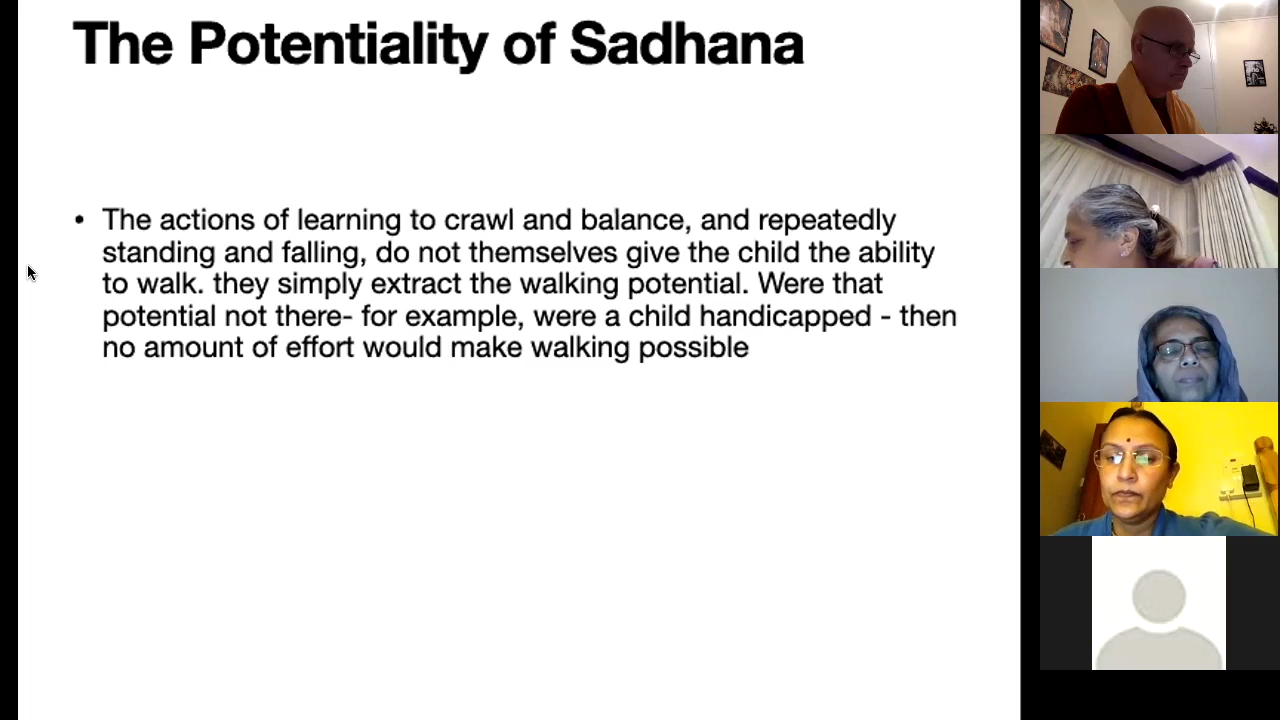 The Potentiality of Sadhana
• The actions of learning to crawl and balance, and repeatedly
standing and falling, do not themselves give the child the ability
to walk. they simply extract the walking potential. Were that
potential not there- for example, were a child handicapped - then
no amount of effort would make walking possible